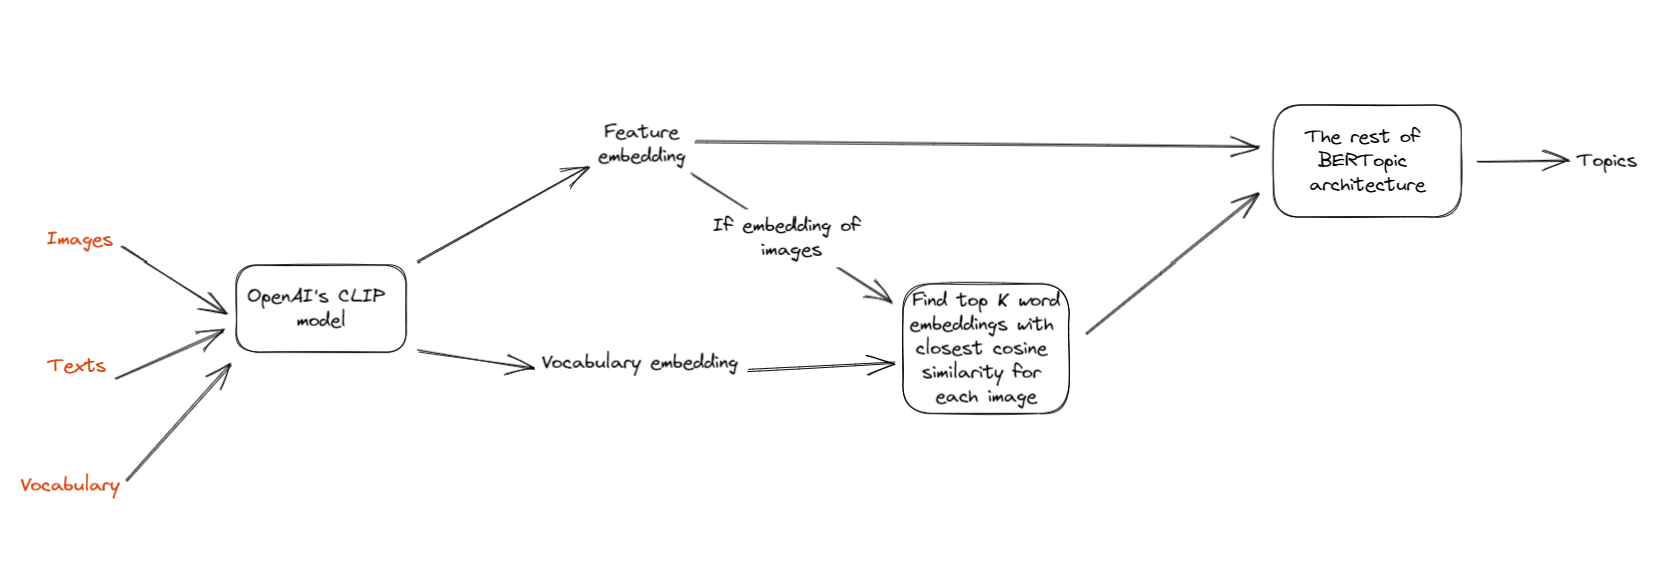 Images
Texts
Vocabulary
OpenAI's CLIP
model
Feature
embedding
If embedding of
images
Vocabulary embedding
Find top K word
embeddings with
closest cosine
similarity for
each image
The rest of
BERTopic
architecture
Topics